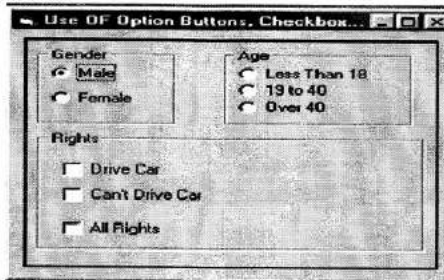 Use OF Option Buttons, Checkbox...
Gender
Male
Female
Age
Less Than 18
19 to 40
Over 40
Rights
Drive Car
Can't Drive Car
All Rights